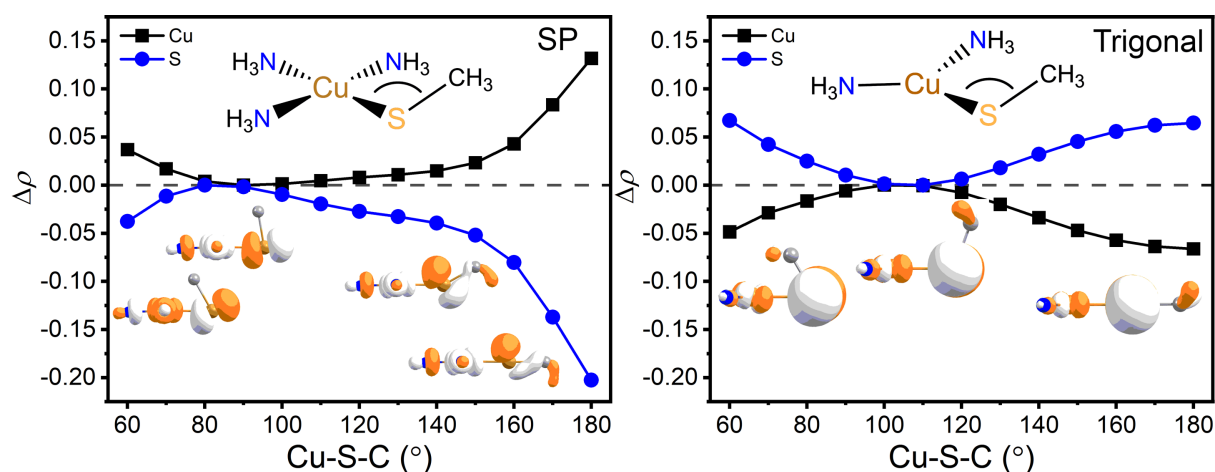 SP
Cu
S
H₃N
NH₃
Cu
CH₃
H₃N
S
0.15
0.10
0.05
0.00
-0.05
-0.10
-0.15
-0.20
Δρ
60 80 100 120 140 160 180
Cu-S-C (°)
Trigonal
Cu
S
NH₃
H₃N
Cu
CH₃
S
0.15
0.10
0.05
0.00
-0.05
-0.10
-0.15
-0.20
Δρ
60 80 100 120 140 160 180
Cu-S-C (°)